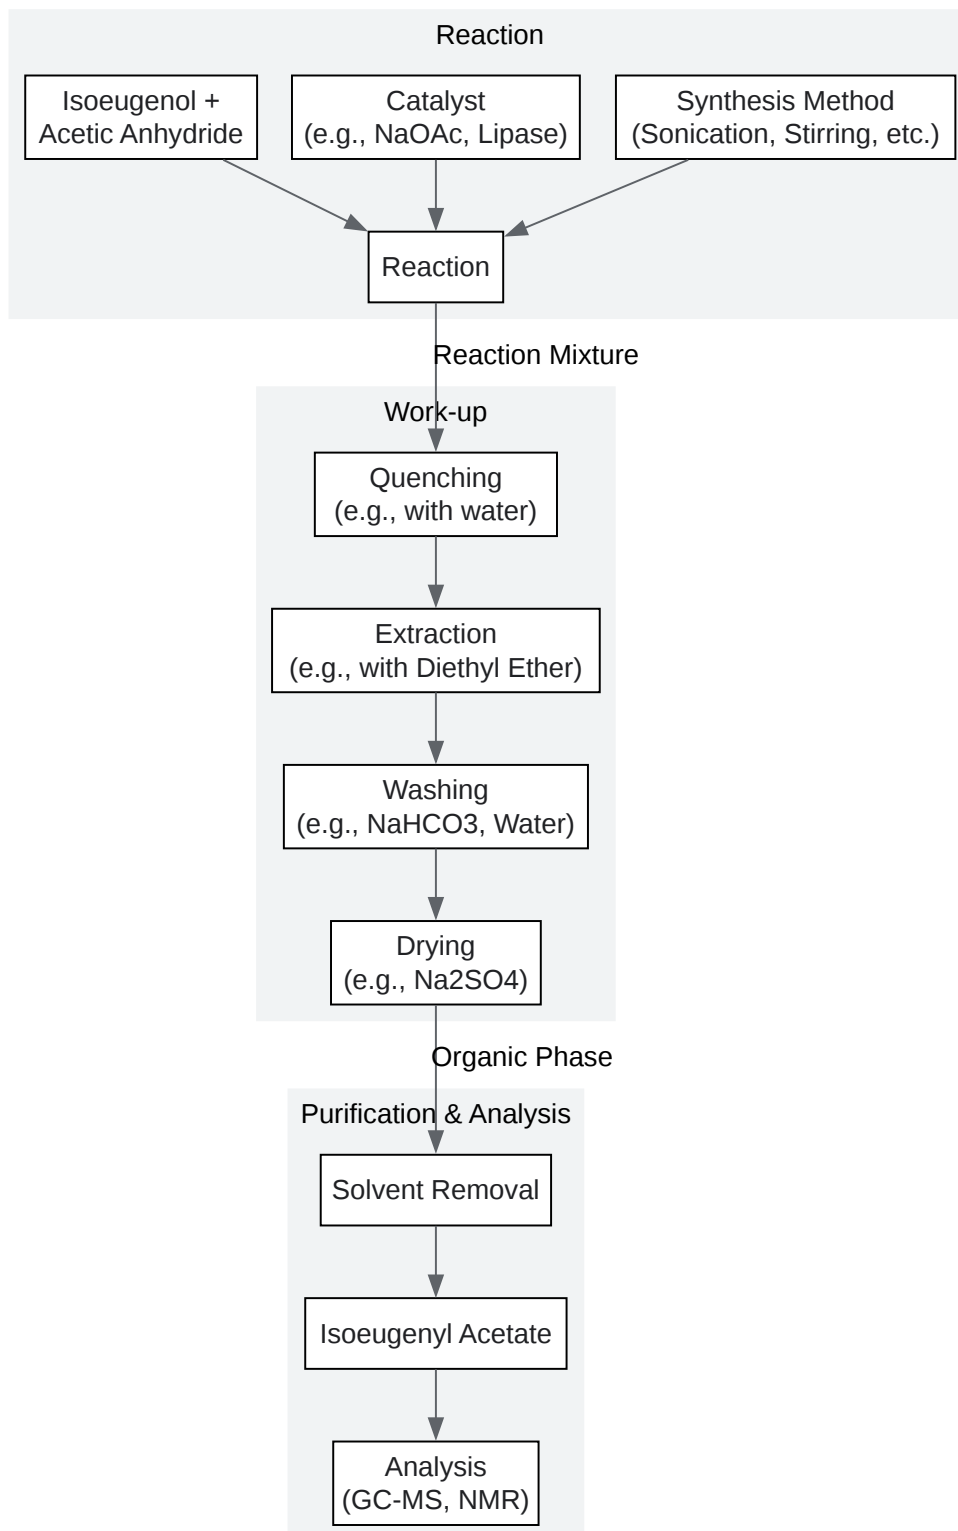 Reaction
Isoeugenol +
Acetic Anhydride
Catalyst
(e.g., NaOAc, Lipase)
Synthesis Method
(Sonication, Stirring, etc.)
Reaction
Reaction Mixture
Work-up
Quenching
(e.g., with water)
Extraction
(e.g., with Diethyl Ether)
Washing
(e.g., NaHCO3, Water)
Drying
(e.g., Na2SO4)
Organic Phase
Purification & Analysis
Solvent Removal
Isoeugenyl Acetate
Analysis
(GC-MS, NMR)